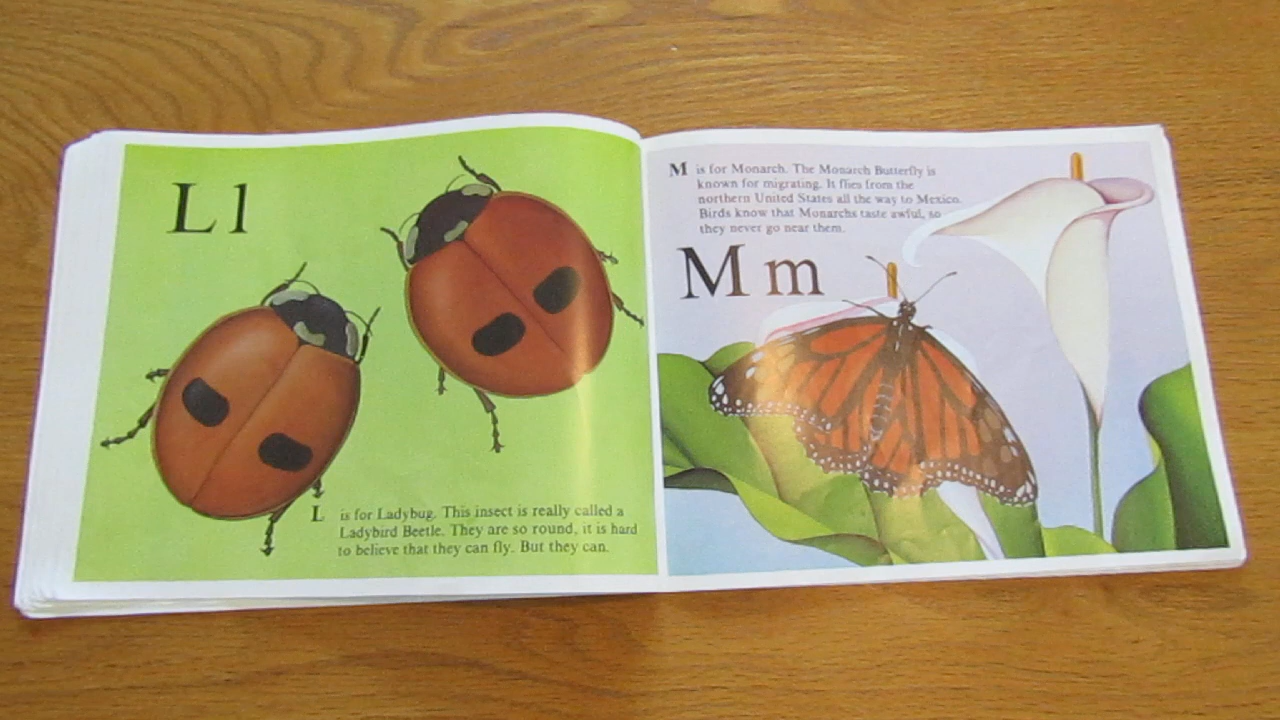 L l
L is for Ladybug. This insect is really called a
Ladybird Beetle. They are so round, it is hard
to believe that they can fly. But they can.
M is for Monarch. The Monarch Butterfly is
known for migrating. It flies from the
northern United States all the way to Mexico.
Birds know that Monarchs taste awful, so
they never go near them.
M m